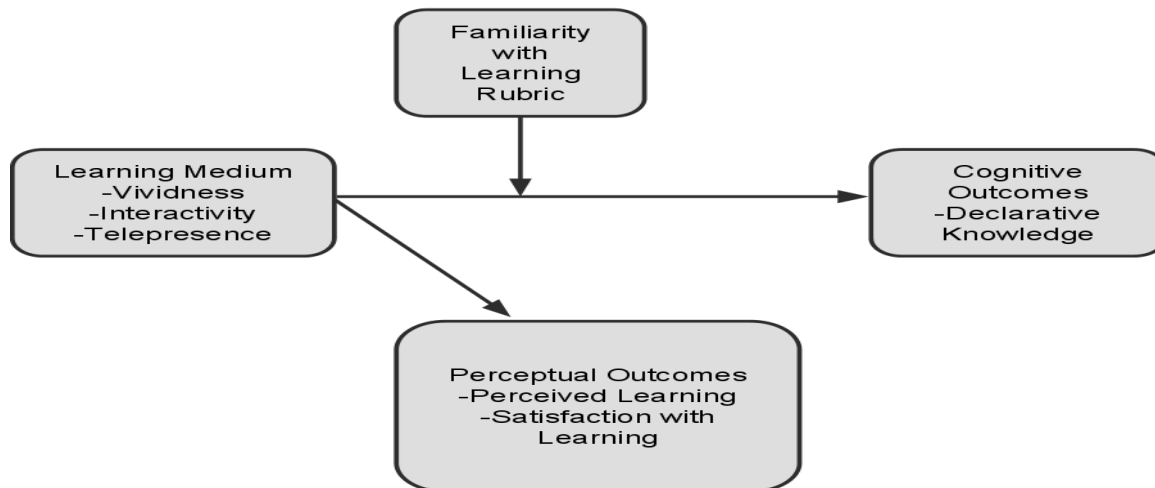 Familiarity
with
Learning
Rubric
Learning Medium
-Vividness
-Interactivity
-Telepresence
Cognitive
Outcomes
-Declarative
Knowledge
Perceptual Outcomes
-Perceived Learning
-Satisfaction with
Learning